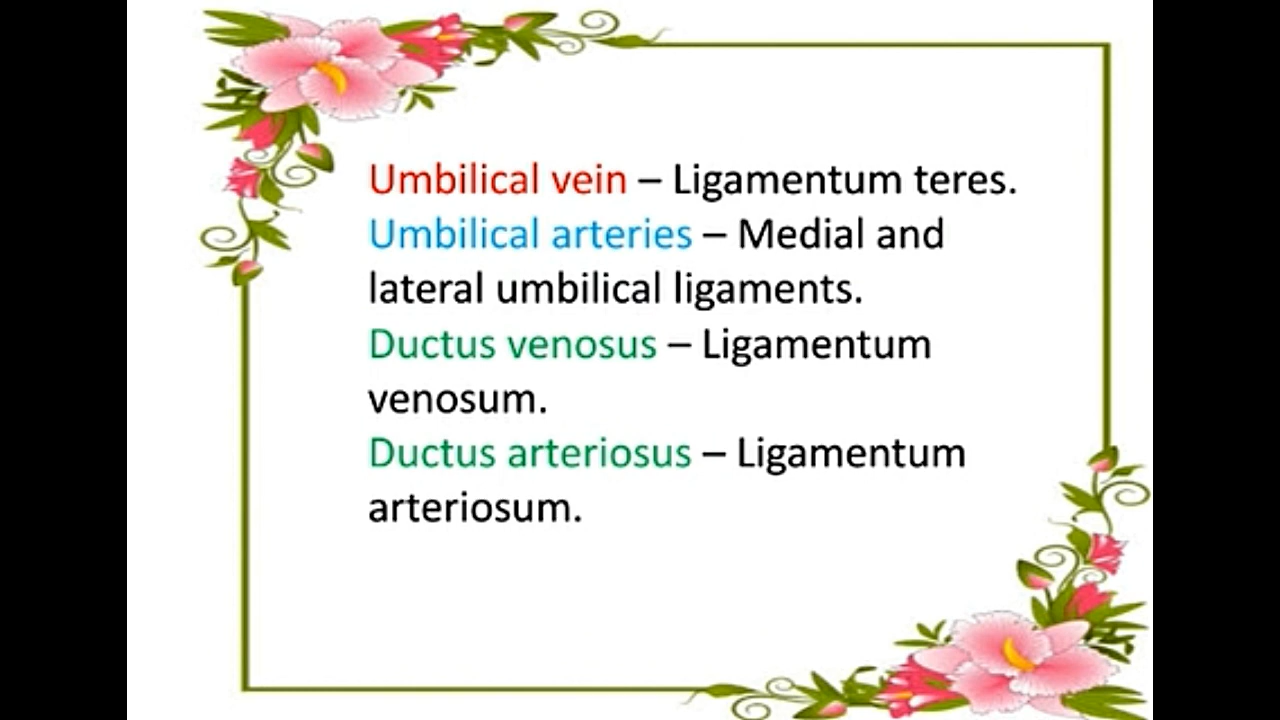 Umbilical vein – Ligamentum teres.
Umbilical arteries – Medial and
lateral umbilical ligaments.
Ductus venosus – Ligamentum
venosum.
Ductus arteriosus – Ligamentum
arteriosum.